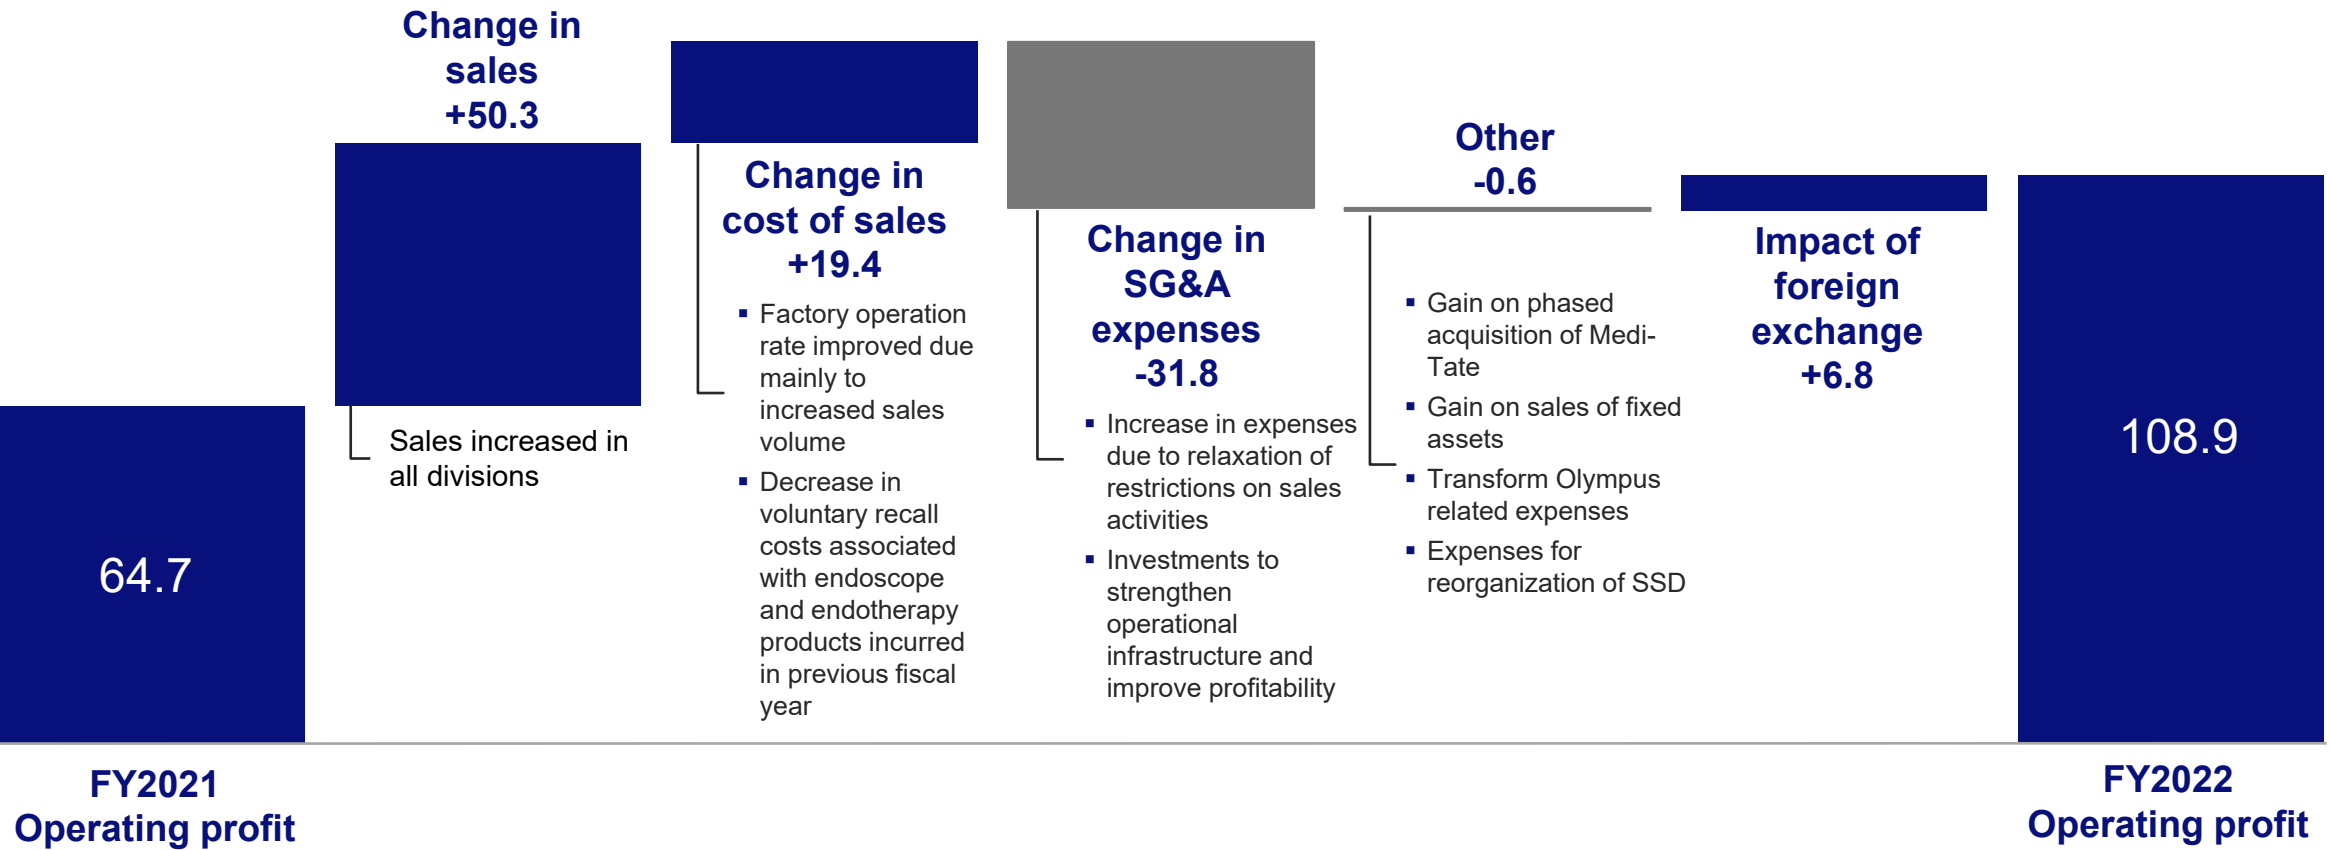 Change in
sales
+50.3
Sales increased in
all divisions
Change in
cost of sales
+19.4
▪ Factory operation
rate improved due
mainly to
increased sales
volume
▪ Decrease in
voluntary recall
costs associated
with endoscope
and endotherapy
products incurred
in previous fiscal
year
Change in
SG&A
expenses
-31.8
▪ Increase in expenses
due to relaxation of
restrictions on sales
activities
▪ Investments to
strengthen
operational
infrastructure and
improve profitability
Other
-0.6
▪ Gain on phased
acquisition of Medi-
Tate
▪ Gain on sales of fixed
assets
▪ Transform Olympus
related expenses
▪ Expenses for
reorganization of SSD
Impact of
foreign
exchange
+6.8
64.7
108.9
FY2021
Operating profit
FY2022
Operating profit